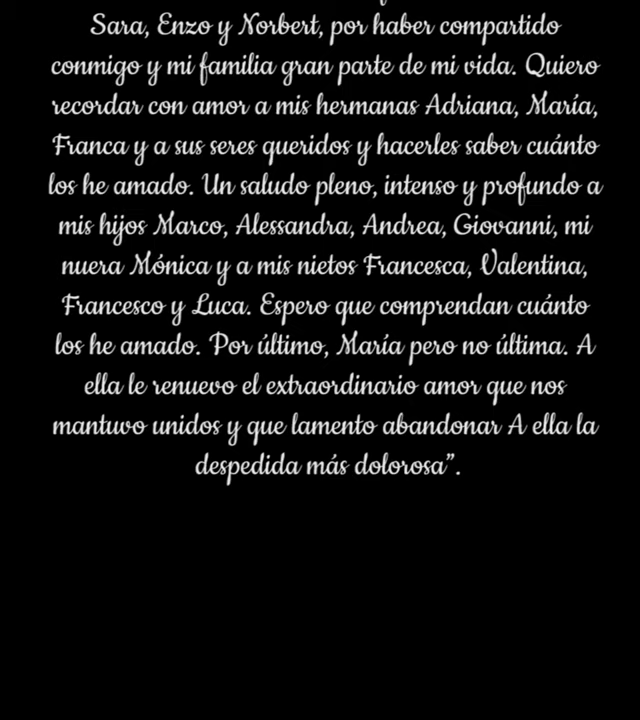 Sara, Enzo y Norbert, por haber compartido
conmigo y mi familia gran parte de mi vida. Quiero
recordar con amor a mis hermanas Adriana, María,
Franca y a sus seres queridos y hacerles saber cuánto
los he amado. Un saludo pleno, intenso y profundo a
mis hijos Marco, Alessandra, Andrea, Giovanni, mi
nuera Mónica y a mis nietos Francesca, Valentina,
Francesco y Luca. Espero que comprendan cuánto
los he amado. Por último, María pero no última. A
ella le renuevo el extraordinario amor que nos
mantuvo unidos y que lamento abandonar A ella la
despedida más dolorosa”.